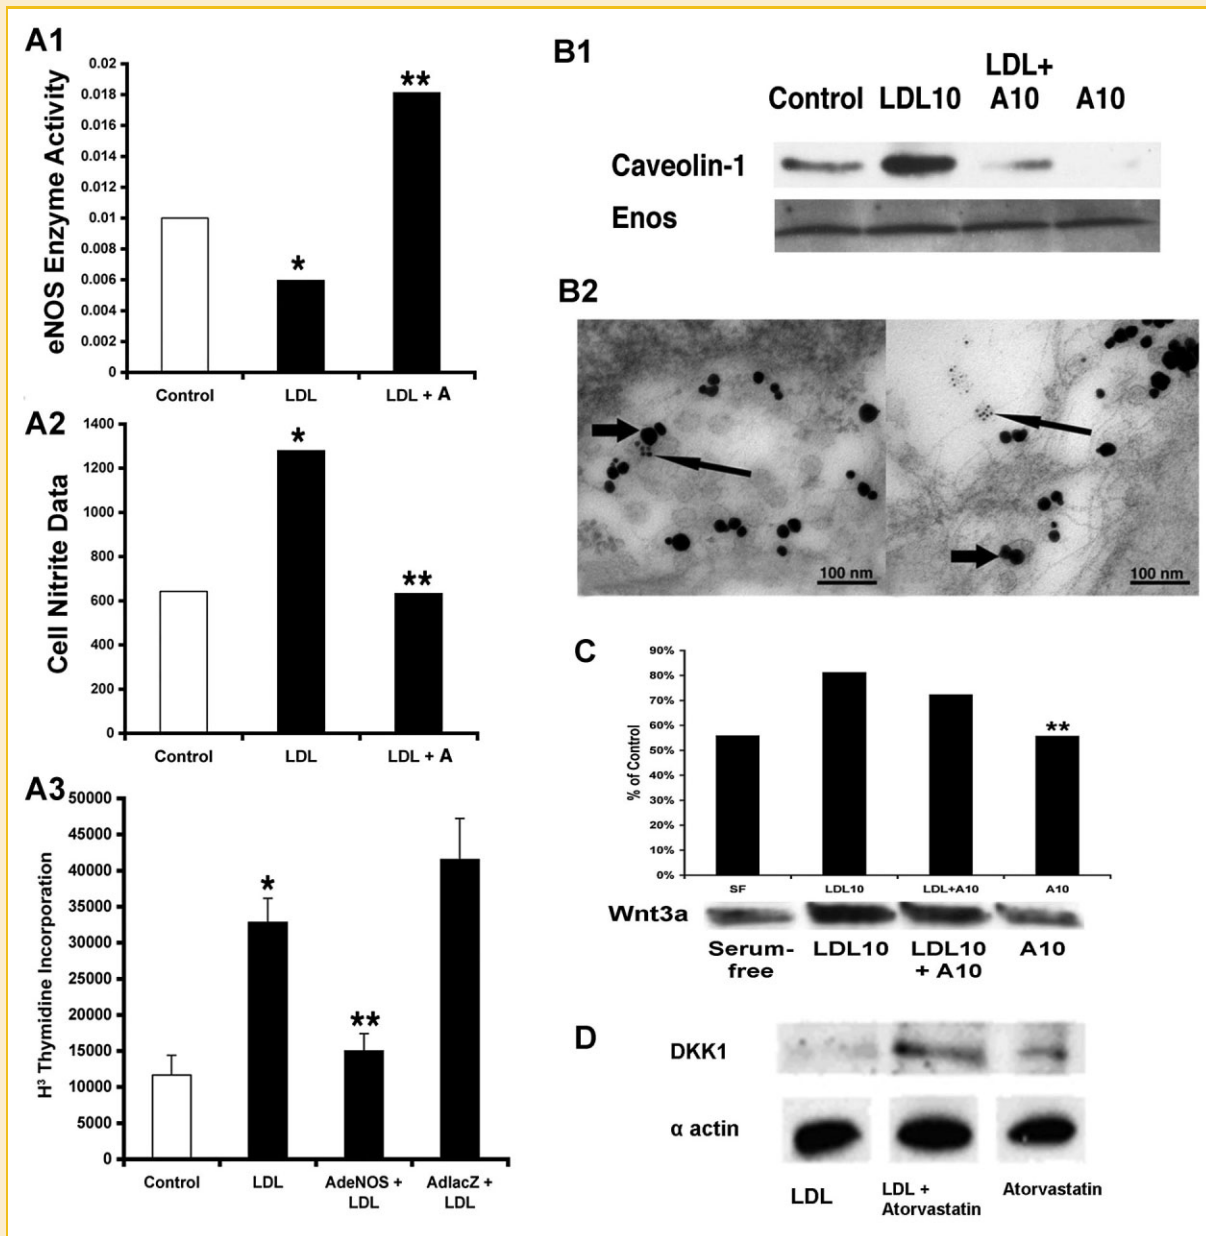 A1
eNOS Enzyme Activity
0.02
0.018
0.016
0.014
0.012
0.01
0.008
0.006
0.004
0.002
0
*
**
Control LDL LDL + A
A2
Cell Nitrite Data
1400
1200
1000
800
600
400
200
0
*
**
Control LDL LDL + A
A3
H³ Thymidine Incorporation
50000
45000
40000
35000
30000
25000
20000
15000
10000
5000
0
*
**
Control LDL AdeNOS + AdlacZ +
LDL LDL
B1
LDL+
Control LDL10 A10 A10
Caveolin-1
Enos
B2
100 nm 100 nm
C
% of Control
90%
80%
70%
60%
50%
40%
30%
20%
10%
0%
**
SF LDL10 LDL+A10 A10
Wnt3a
Serum- LDL10 LDL10 A10
free + A10
D
DKK1
α actin
LDL LDL + Atorvastatin
Atorvastatin